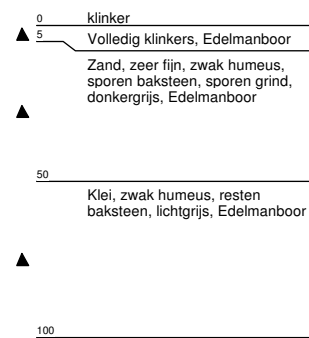 0 klinker
5 Volledig klinkers, Edelmanboor
Zand, zeer fijn, zwak humeus,
sporen baksteen, sporen grind,
donkergrijs, Edelmanboor
50
Klei, zwak humeus, resten
baksteen, lichtgrijs, Edelmanboor
100